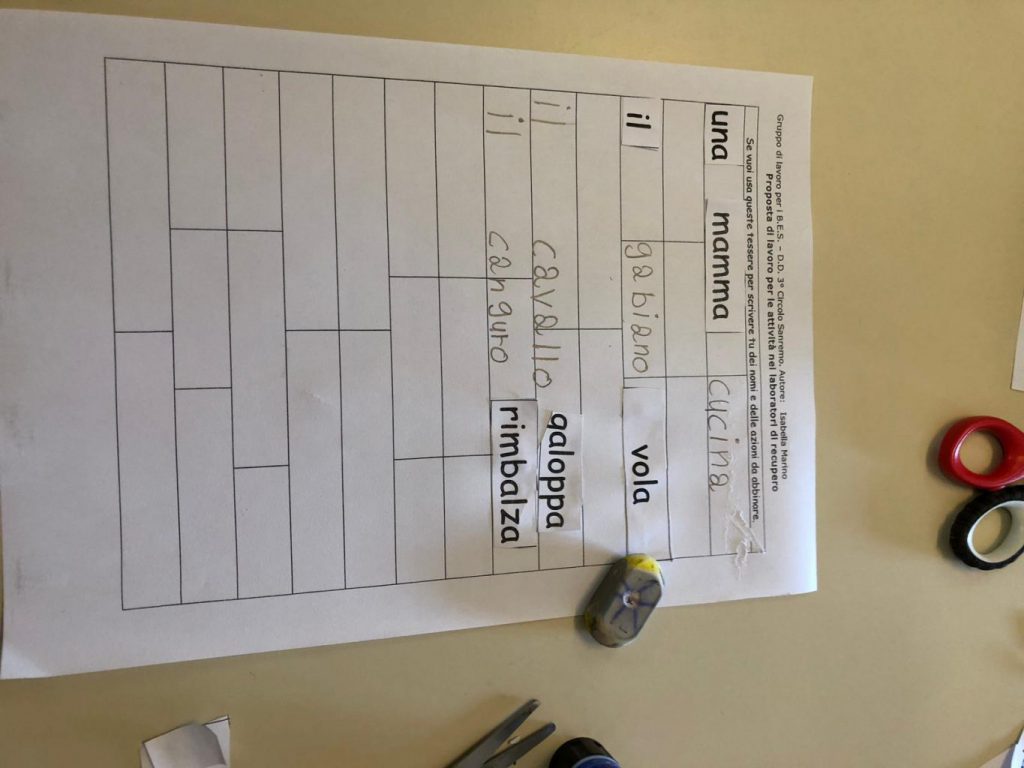 Gruppo di lavoro per i B.E.S. – D.D. 3° Circolo Sanremo. Autore: Isabella Marino
Proposta di lavoro per le attività nei laboratori di recupero
Se vuoi usa queste tessere per scrivere tu dei nomi e delle azioni da abbinare.
una mamma cucina
il gabiano vola
il cavallo galoppa
il canguro rimbalza